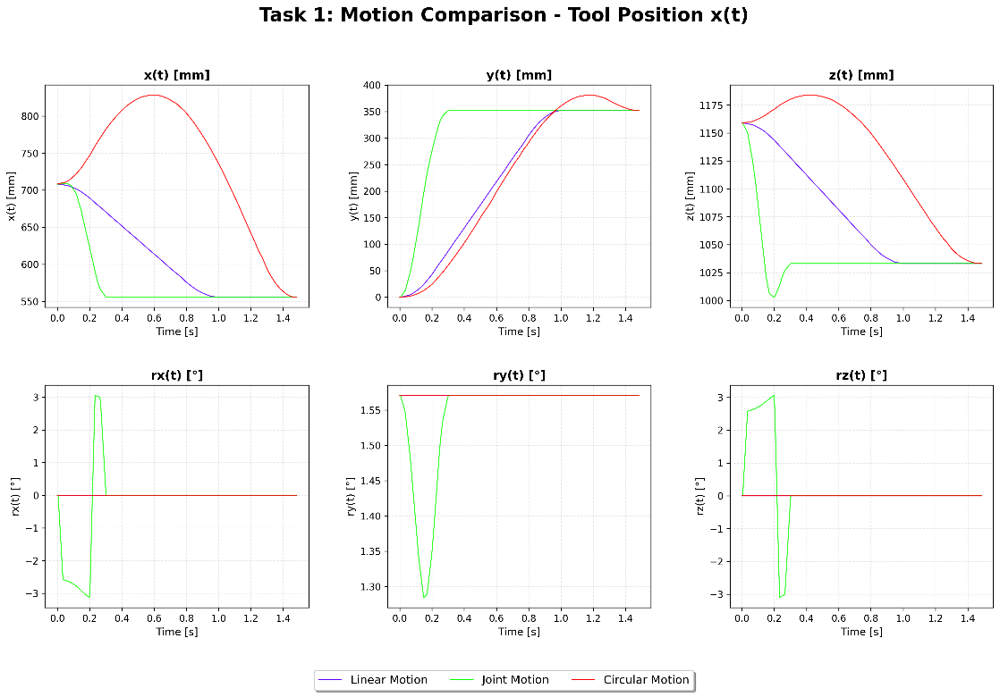 Task 1: Motion Comparison - Tool Position x(t)
x(t) [mm]
x(t) [mm]
800
750
700
650
600
550
0.0 0.2 0.4 0.6 0.8 1.0 1.2 1.4
Time [s]
y(t) [mm]
y(t) [mm]
400
350
300
250
200
150
100
50
0
0.0 0.2 0.4 0.6 0.8 1.0 1.2 1.4
Time [s]
z(t) [mm]
z(t) [mm]
1175
1150
1125
1100
1075
1050
1025
1000
0.0 0.2 0.4 0.6 0.8 1.0 1.2 1.4
Time [s]
rx(t) [°]
rx(t) [°]
3
2
1
0
−1
−2
−3
0.0 0.2 0.4 0.6 0.8 1.0 1.2 1.4
Time [s]
ry(t) [°]
ry(t) [°]
1.55
1.50
1.45
1.40
1.35
1.30
0.0 0.2 0.4 0.6 0.8 1.0 1.2 1.4
Time [s]
rz(t) [°]
rz(t) [°]
3
2
1
0
−1
−2
−3
0.0 0.2 0.4 0.6 0.8 1.0 1.2 1.4
Time [s]
Linear Motion Joint Motion Circular Motion